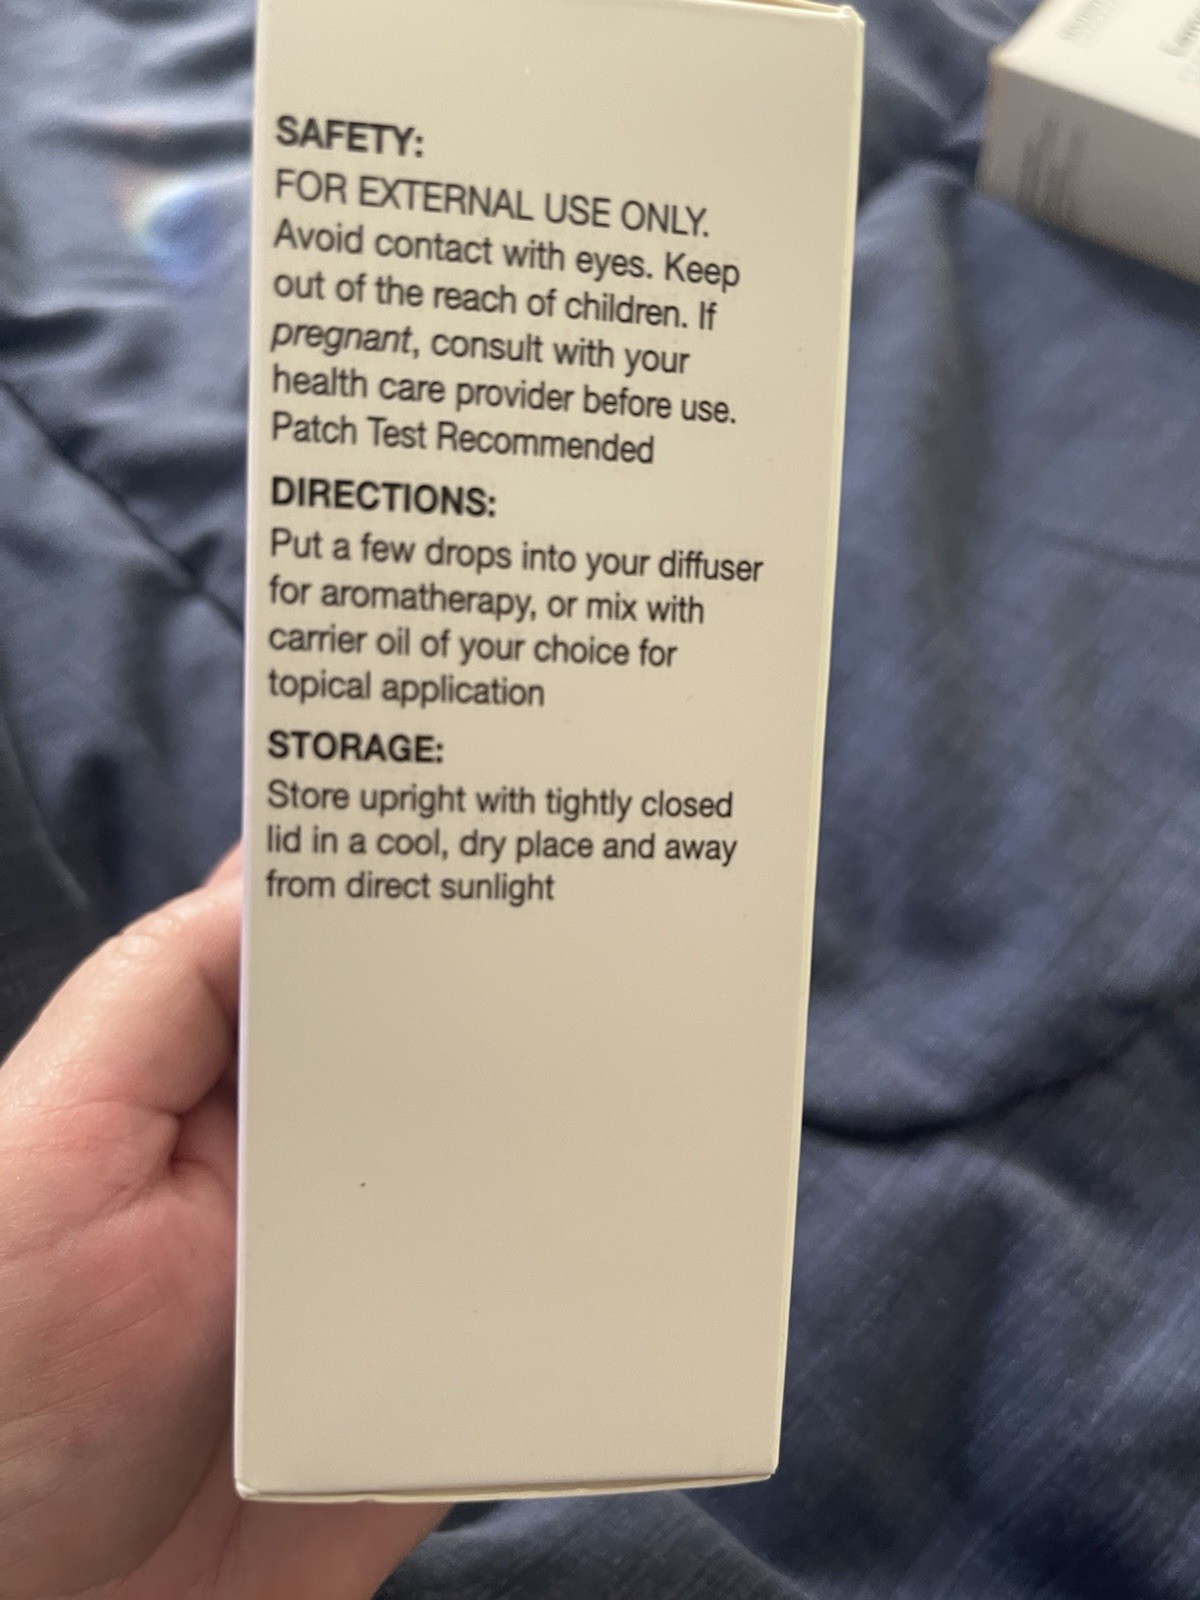 SAFETY:
FOR EXTERNAL USE ONLY.
Avoid contact with eyes. Keep
out of the reach of children. If
pregnant, consult with your
health care provider before use.
Patch Test Recommended
DIRECTIONS:
Put a few drops into your diffuser
for aromatherapy, or mix with
carrier oil of your choice for
topical application
STORAGE:
Store upright with tightly closed
lid in a cool, dry place and away
from direct sunlight